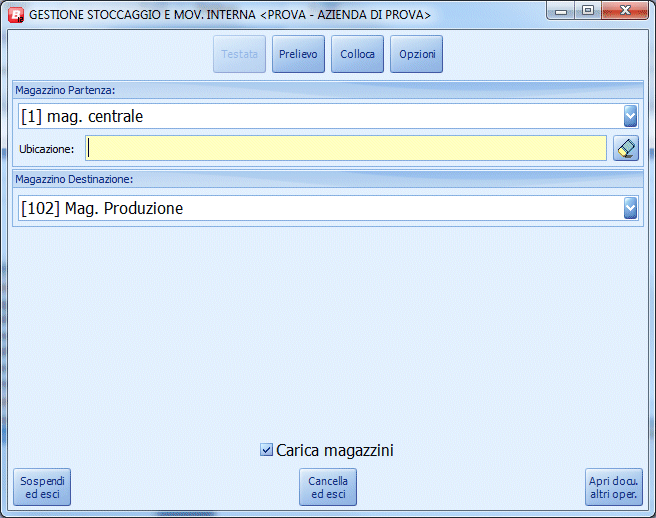 GESTIONE STOCCAGGIO E MOV. INTERNA <PROVA - AZIENDA DI PROVA>
Testata Prelievo Colloca Opzioni
Magazzino Partenza:
[1] mag. centrale
Ubicazione:
Magazzino Destinazione:
[102] Mag. Produzione
Carica magazzini
Sospendi
ed esci
Cancella
ed esci
Apri docu.
altri oper.